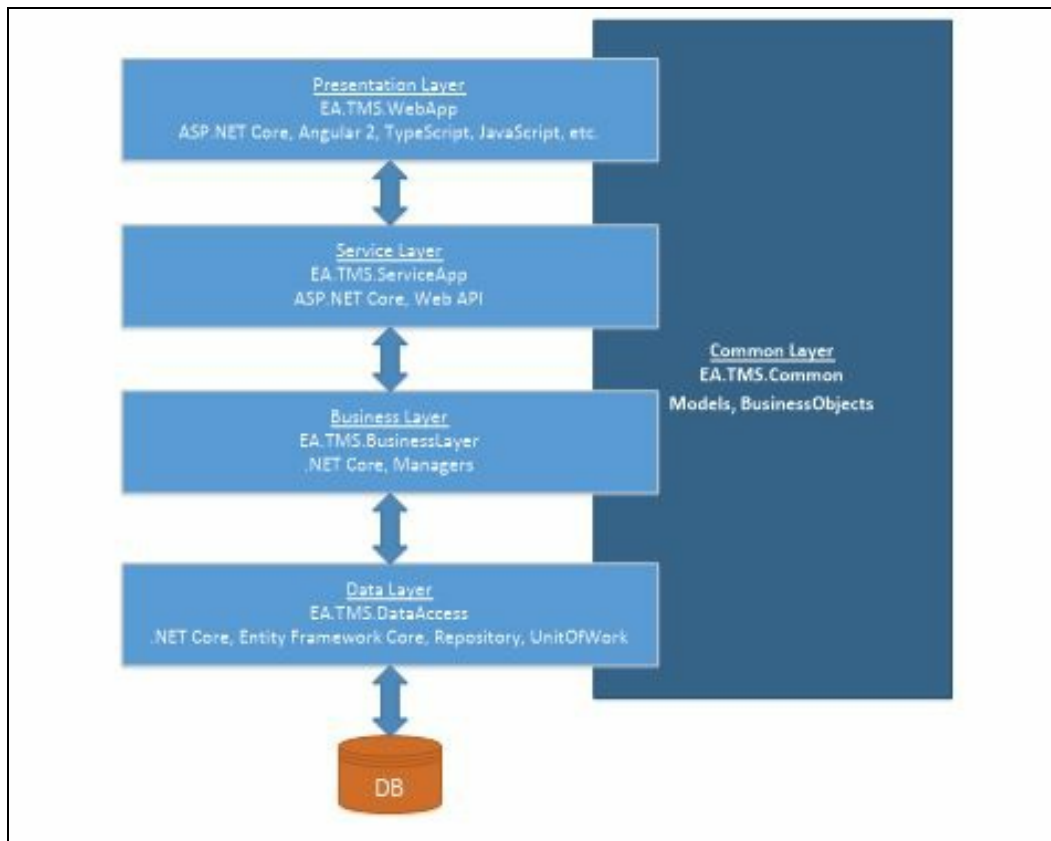 Presentation Layer
EA.TMS.WebApp
ASP.NET Core, Angular 2, TypeScript, JavaScript, etc.
Service Layer
EA.TMS.ServiceApp
ASP.NET Core, Web API
Common Layer
EA.TMS.Common
Models, BusinessObjects
Business Layer
EA.TMS.BusinessLayer
.NET Core, Managers
Data Layer
EA.TMS.DataAccess
.NET Core, Entity Framework Core, Repository, UnitOfWork
DB